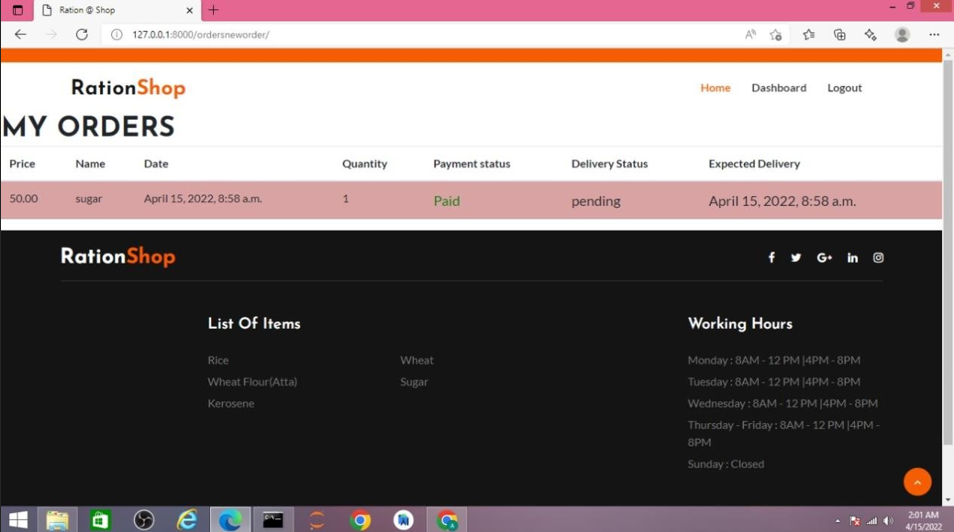 Ration @ Shop
127.0.0.1:8000/ordersneworder/
RationShop
Home Dashboard Logout
MY ORDERS
Price Name Date Quantity Payment status Delivery Status Expected Delivery
50.00 sugar April 15, 2022, 8:58 a.m. 1 Paid pending April 15, 2022, 8:58 a.m.
RationShop
List Of Items
Rice Wheat
Wheat Flour(Atta) Sugar
Kerosene
Working Hours
Monday : 8AM - 12 PM |4PM - 8PM
Tuesday : 8AM - 12 PM |4PM - 8PM
Wednesday : 8AM - 12 PM |4PM - 8PM
Thursday - Friday : 8AM - 12 PM |4PM -
8PM
Sunday : Closed
2:01 AM
4/15/2022